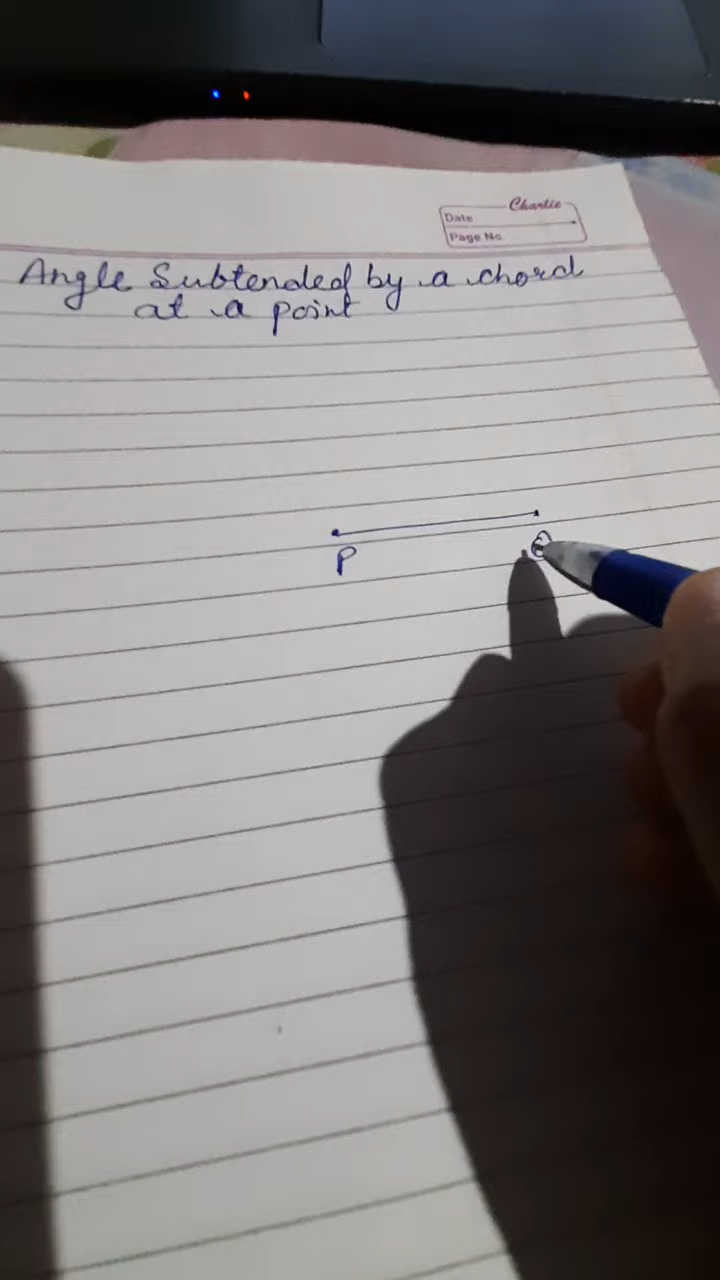 Charlie
Date
Page No.
Angle Subtended by a chord
at a point
P